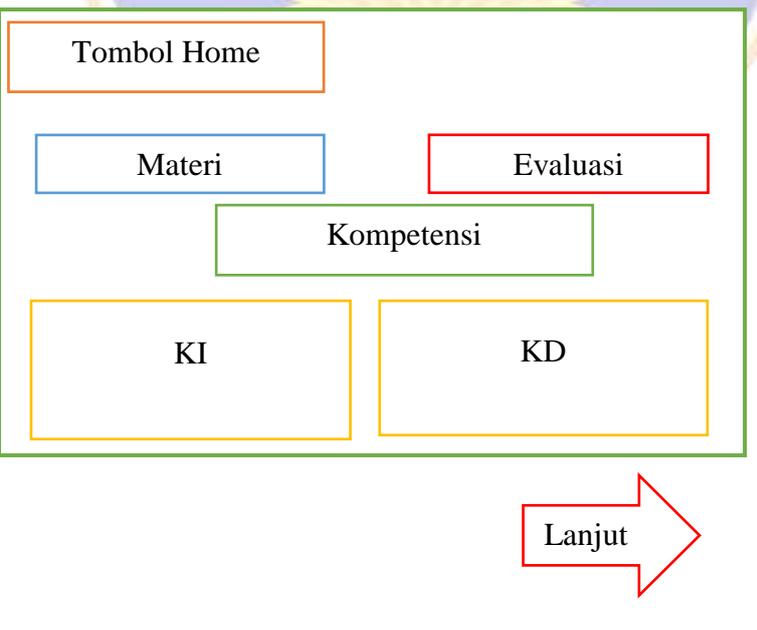 Tombol Home
Materi
Evaluasi
Kompetensi
KI
KD
Lanjut